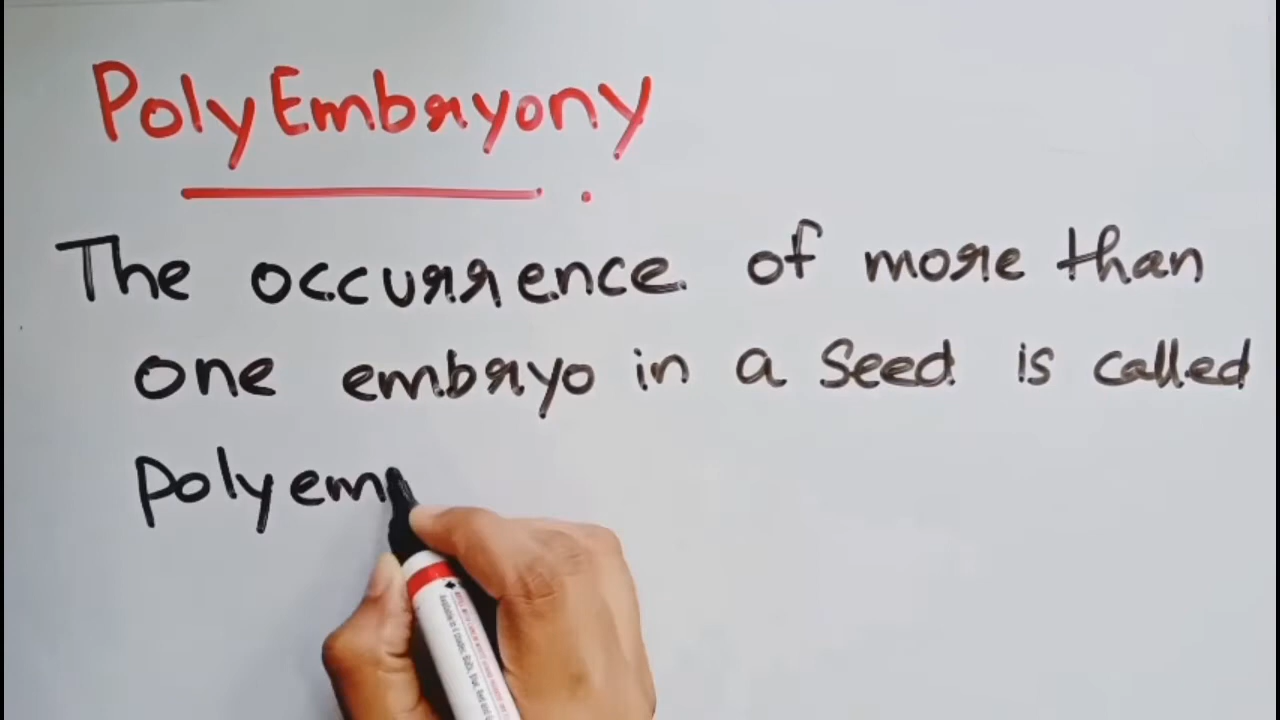 PolyEmbryony
The occurrence of more than
one embryo in a seed is called
polyem